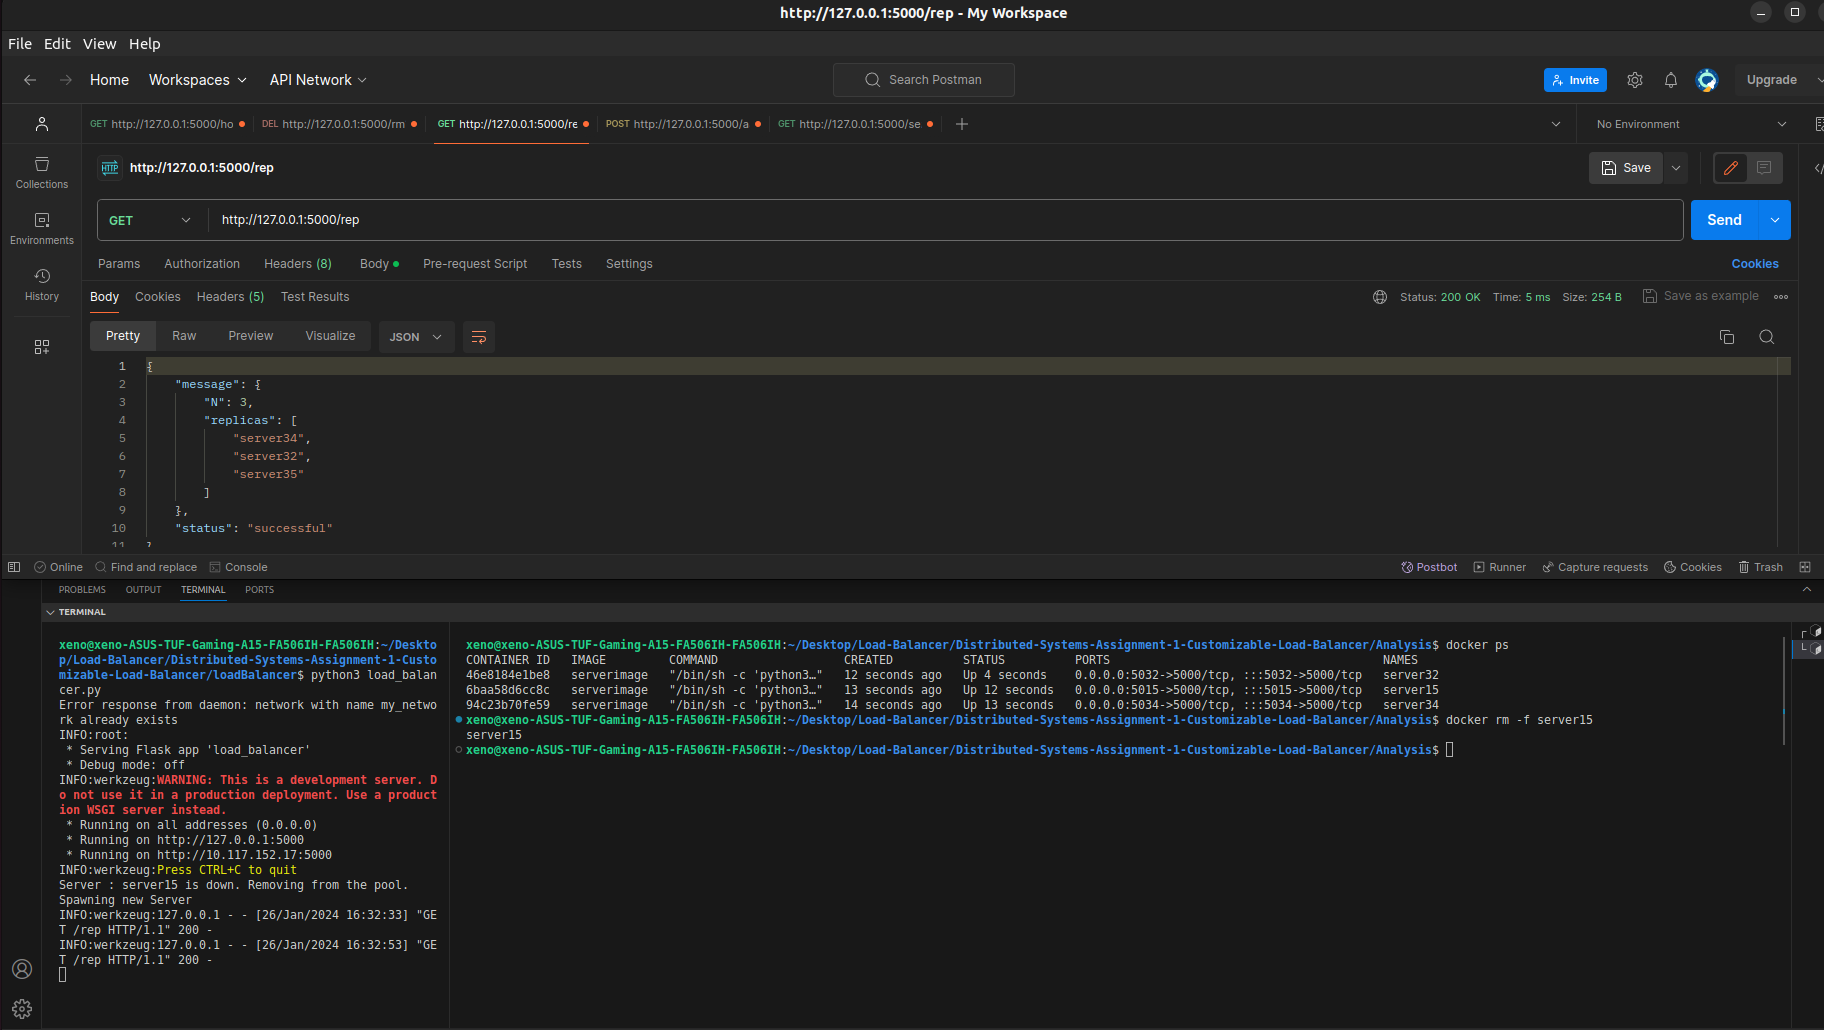 http://127.0.0.1:5000/rep - My Workspace
File Edit View Help
Home Workspaces API Network Search Postman Invite Upgrade
GET http://127.0.0.1:5000/ho DEL http://127.0.0.1:5000/rm GET http://127.0.0.1:5000/re POST http://127.0.0.1:5000/a GET http://127.0.0.1:5000/se No Environment
HTTP http://127.0.0.1:5000/rep Save
Collections
GET http://127.0.0.1:5000/rep Send
Environments
Params Authorization Headers (8) Body Pre-request Script Tests Settings Cookies
History
Body Cookies Headers (5) Test Results Status: 200 OK Time: 5 ms Size: 254 B Save as example
Pretty Raw Preview Visualize JSON
1 {
2 "message": {
3 "N": 3,
4 "replicas": [
5 "server34",
6 "server32",
7 "server35"
8 ]
9 },
10 "status": "successful"
11 }
Online Find and replace Console Postbot Runner Capture requests Cookies Trash
PROBLEMS OUTPUT TERMINAL PORTS
TERMINAL
xeno@xeno-ASUS-TUF-Gaming-A15-FA506IH-FA506IH:~/Deskto
p/Load-Balancer/Distributed-Systems-Assignment-1-Custo
mizable-Load-Balancer/loadBalancer$ python3 load_balan
cer.py
Error response from daemon: network with name my_netwo
rk already exists
INFO:root:
* Serving Flask app 'load_balancer'
* Debug mode: off
INFO:werkzeug:WARNING: This is a development server. D
o not use it in a production deployment. Use a product
ion WSGI server instead.
* Running on all addresses (0.0.0.0)
* Running on http://127.0.0.1:5000
* Running on http://10.117.152.17:5000
INFO:werkzeug:Press CTRL+C to quit
Server : server15 is down. Removing from the pool.
Spawning new Server
INFO:werkzeug:127.0.0.1 - - [26/Jan/2024 16:32:33] "GE
T /rep HTTP/1.1" 200 -
INFO:werkzeug:127.0.0.1 - - [26/Jan/2024 16:32:53] "GE
T /rep HTTP/1.1" 200 -
xeno@xeno-ASUS-TUF-Gaming-A15-FA506IH-FA506IH:~/Desktop/Load-Balancer/Distributed-Systems-Assignment-1-Customizable-Load-Balancer/Analysis$ docker ps
CONTAINER ID IMAGE COMMAND CREATED STATUS PORTS NAMES
46e8184e1be8 serverimage "/bin/sh -c 'python3…" 12 seconds ago Up 4 seconds 0.0.0.0:5032->5000/tcp, :::5032->5000/tcp server32
6baa58d6cc8c serverimage "/bin/sh -c 'python3…" 13 seconds ago Up 12 seconds 0.0.0.0:5015->5000/tcp, :::5015->5000/tcp server15
94c23b70fe59 serverimage "/bin/sh -c 'python3…" 14 seconds ago Up 13 seconds 0.0.0.0:5034->5000/tcp, :::5034->5000/tcp server34
xeno@xeno-ASUS-TUF-Gaming-A15-FA506IH-FA506IH:~/Desktop/Load-Balancer/Distributed-Systems-Assignment-1-Customizable-Load-Balancer/Analysis$ docker rm -f server15
server15
xeno@xeno-ASUS-TUF-Gaming-A15-FA506IH-FA506IH:~/Desktop/Load-Balancer/Distributed-Systems-Assignment-1-Customizable-Load-Balancer/Analysis$